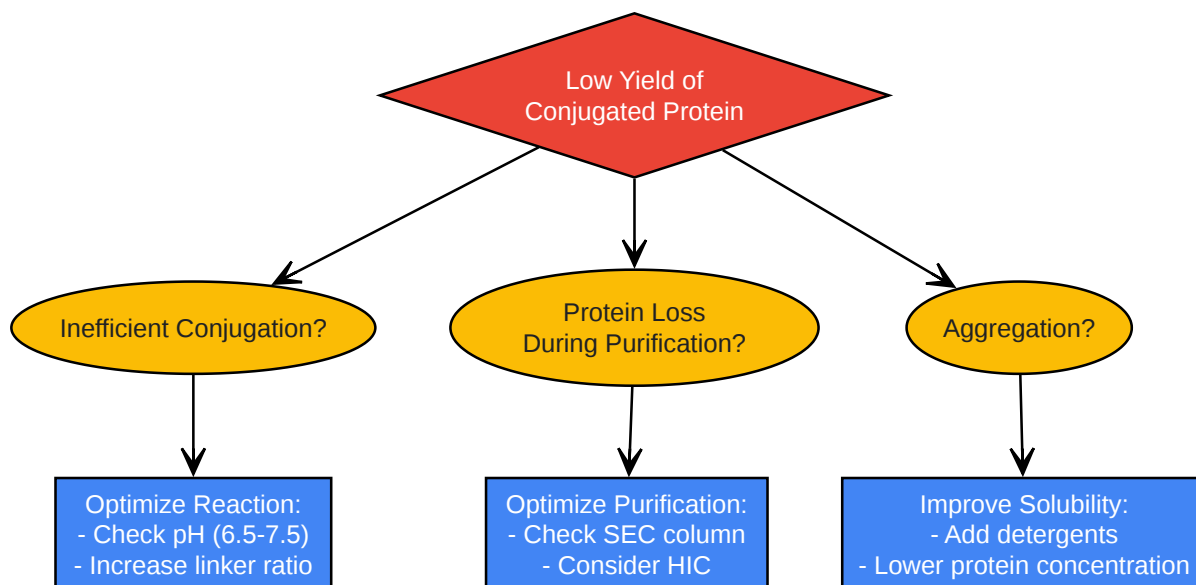 Low Yield of
Conjugated Protein
Inefficient Conjugation?
Protein Loss
During Purification?
Aggregation?
Optimize Reaction:
- Check pH (6.5-7.5)
- Increase linker ratio
Optimize Purification:
- Check SEC column
- Consider HIC
Improve Solubility:
- Add detergents
- Lower protein concentration